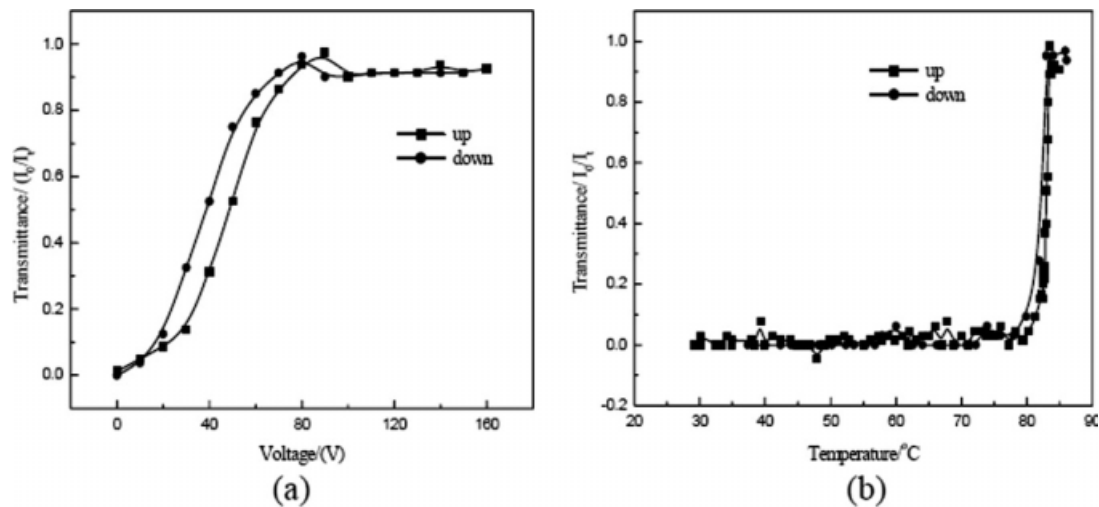 1.0
0.8
0.6
0.4
0.2
0.0
Transmittance/ (I₀/Iₜ)
up
down
0
40
80
120
160
Voltage/(V)
(a)
1.0
0.8
0.6
0.4
0.2
0.0
-0.2
Transmittance/ I₀/Iₜ
up
down
30
40
50
60
70
80
90
Temperature/°C
(b)